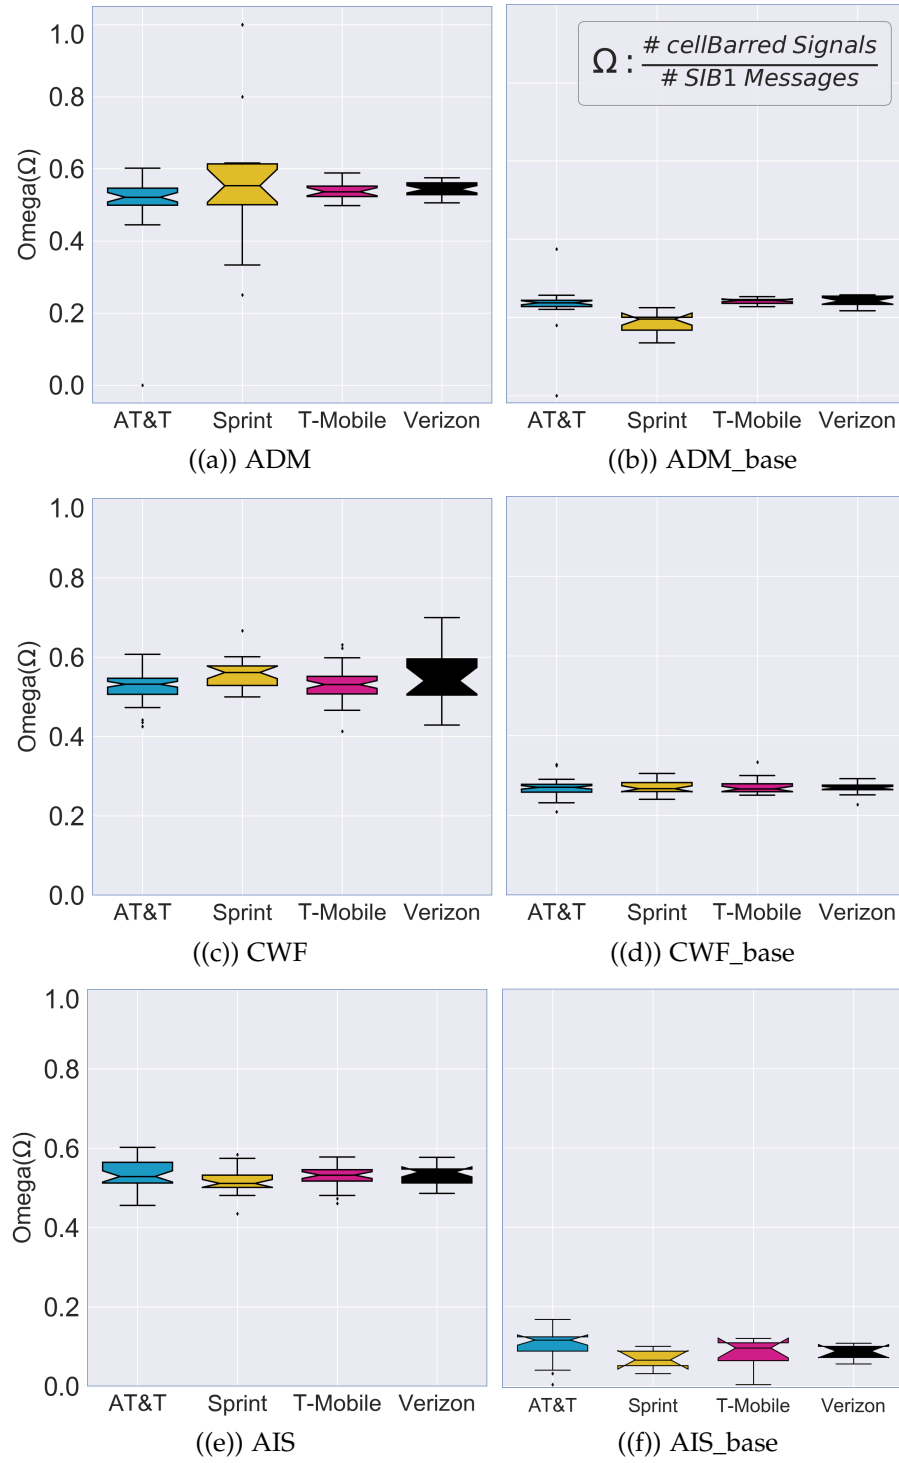 Ω : # cellBarred Signals
# SIB1 Messages
Omega(Ω)
1.0
0.8
0.6
0.4
0.2
0.0
AT&T Sprint T-Mobile Verizon
AT&T Sprint T-Mobile Verizon
((a)) ADM
((b)) ADM_base
Omega(Ω)
1.0
0.8
0.6
0.4
0.2
0.0
AT&T Sprint T-Mobile Verizon
AT&T Sprint T-Mobile Verizon
((c)) CWF
((d)) CWF_base
Omega(Ω)
1.0
0.8
0.6
0.4
0.2
0.0
AT&T Sprint T-Mobile Verizon
AT&T Sprint T-Mobile Verizon
((e)) AIS
((f)) AIS_base